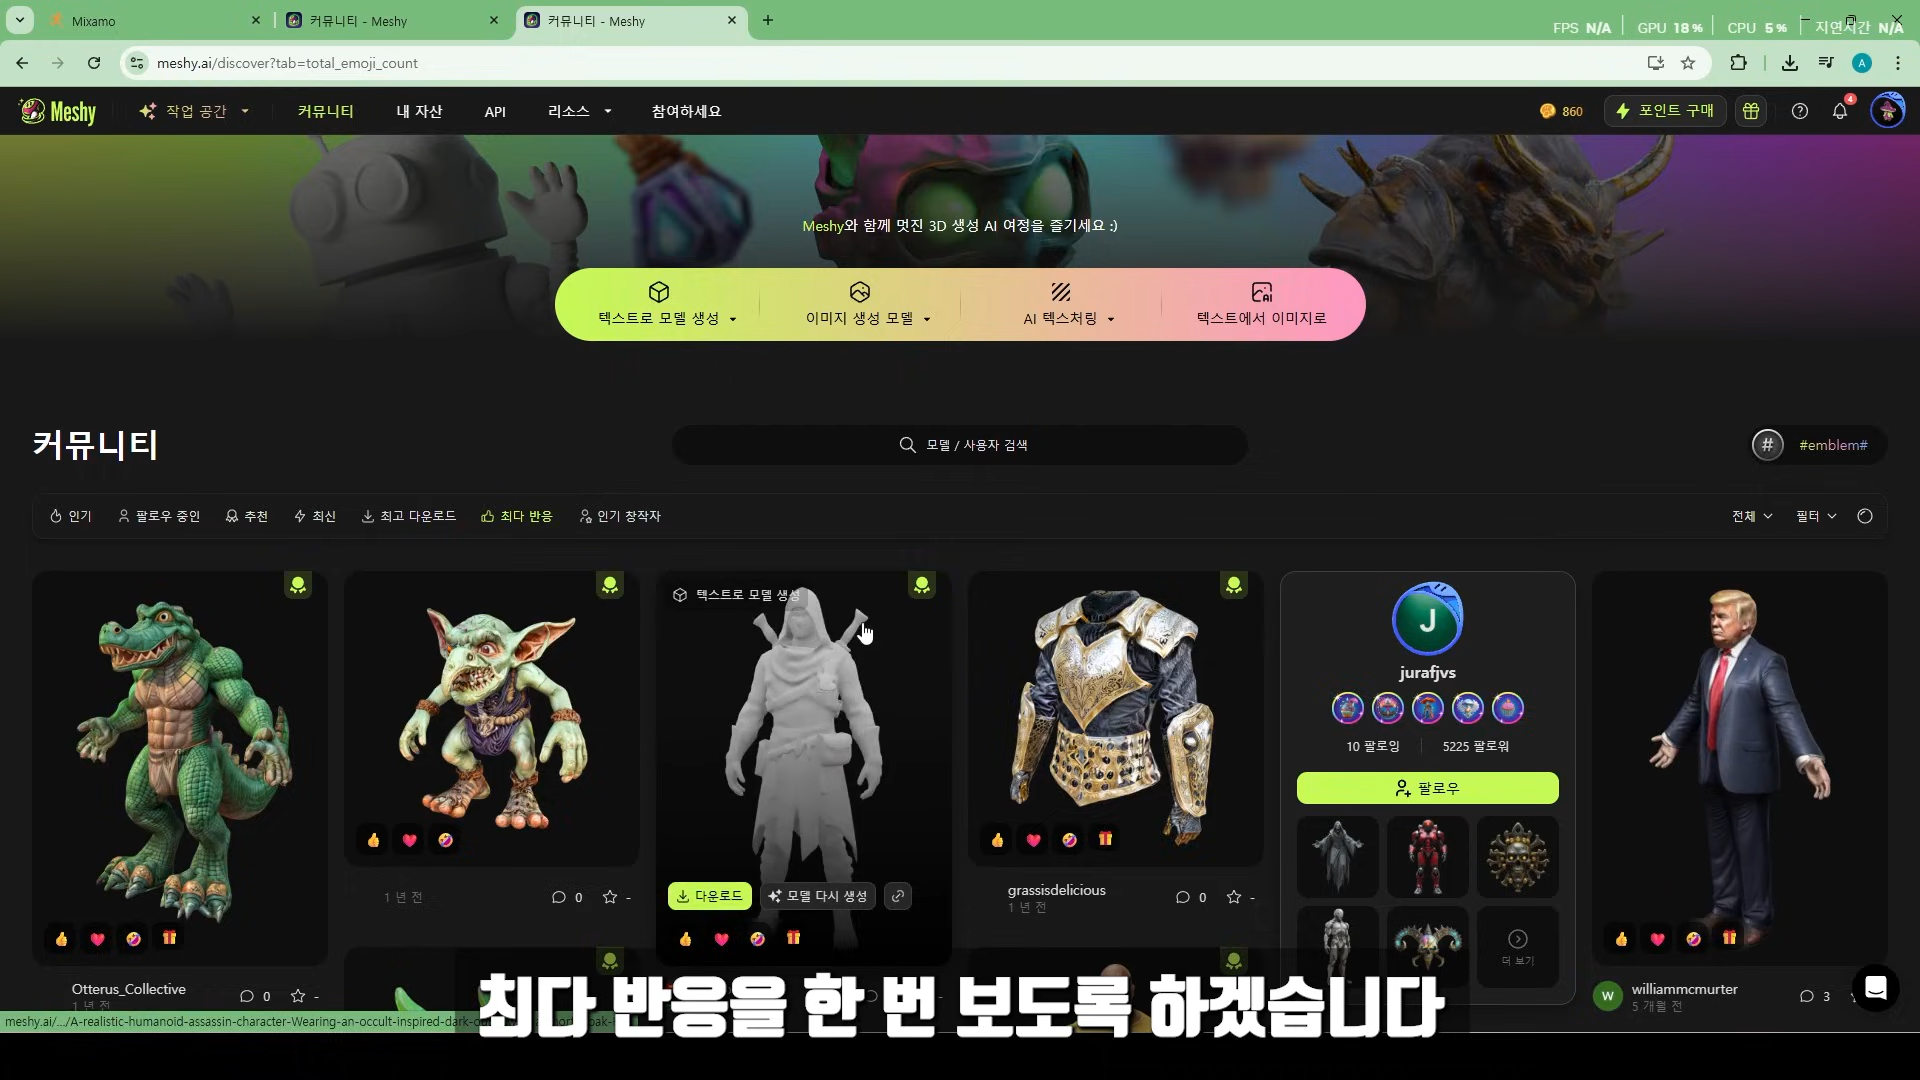 Mixamo
커뮤니티 - Meshy
커뮤니티 - Meshy
FPS N/A
GPU 18 %
CPU 5 %
지연시간 N/A
meshy.ai/discover?tab=total_emoji_count
A
Meshy
작업 공간
커뮤니티
내 자산
API
리소스
참여하세요
860
포인트 구매
4
Meshy와 함께 멋진 3D 생성 AI 여정을 즐기세요 :)
텍스트로 모델 생성
이미지 생성 모델
AI 텍스처링
텍스트에서 이미지로
커뮤니티
모델 / 사용자 검색
# #emblem#
인기
팔로우 중인
추천
최신
최고 다운로드
최다 반응
인기 창작자
전체
필터
텍스트로 모델 생성
J
jurafjvs
10 팔로잉
5225 팔로워
팔로우
더 보기
1 년 전
0
-
다운로드
모델 다시 생성
grassisdelicious
1 년 전
0
-
Otterus_Collective
1 년 전
0
-
W
williammcmurter
5 개월 전
3
최다 반응을 한 번 보도록 하겠습니다